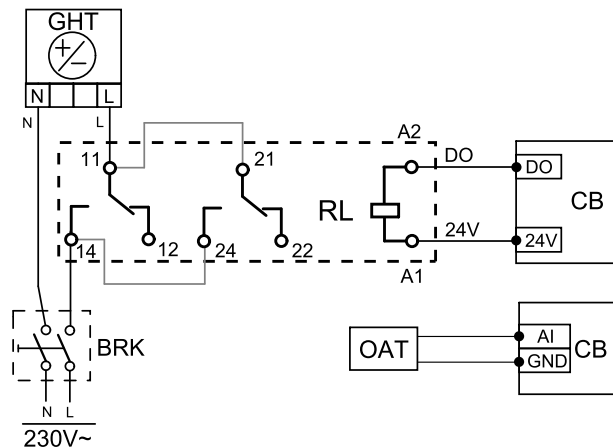 GHT
+/−
N L
N L
A2
11 21
DO DO
CB
RL
24V 24V
14 12 24 22
A1
BRK
OAT
AI
GND
CB
N L
230V~